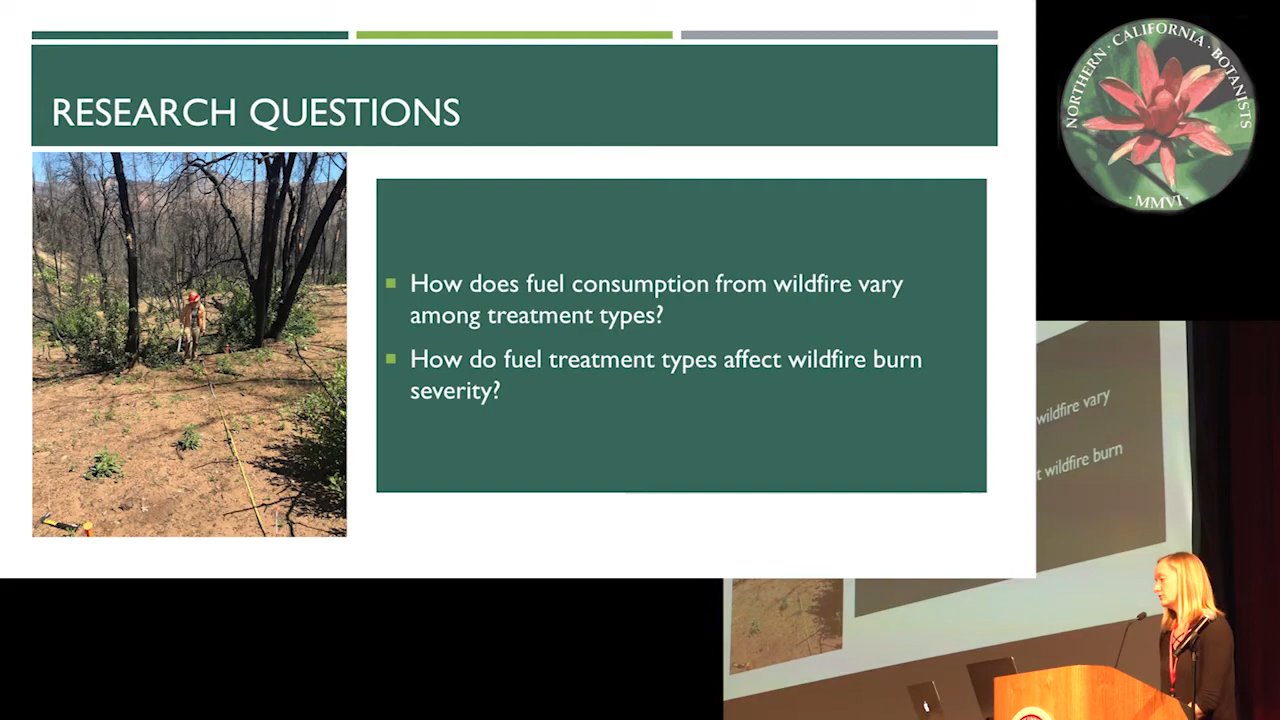 RESEARCH QUESTIONS
How does fuel consumption from wildfire vary
among treatment types?
How do fuel treatment types affect wildfire burn
severity?
NORTHERN · CALIFORNIA · BOTANISTS
· MMVI ·
wildfire vary
t wildfire burn